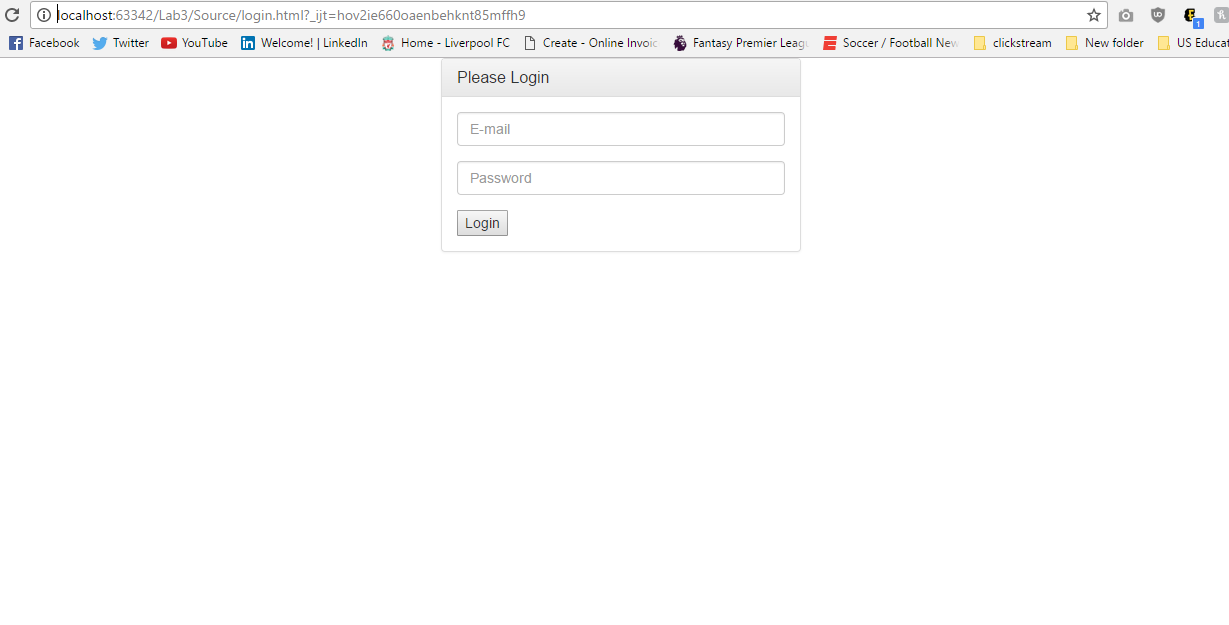 localhost:63342/Lab3/Source/login.html?_ijt=hov2ie660oaenbehknt85mffh9
1
Facebook Twitter YouTube Welcome! | LinkedIn Home - Liverpool FC Create - Online Invoic Fantasy Premier Leag Soccer / Football New clickstream New folder US Educat
Please Login
E-mail
Password
Login